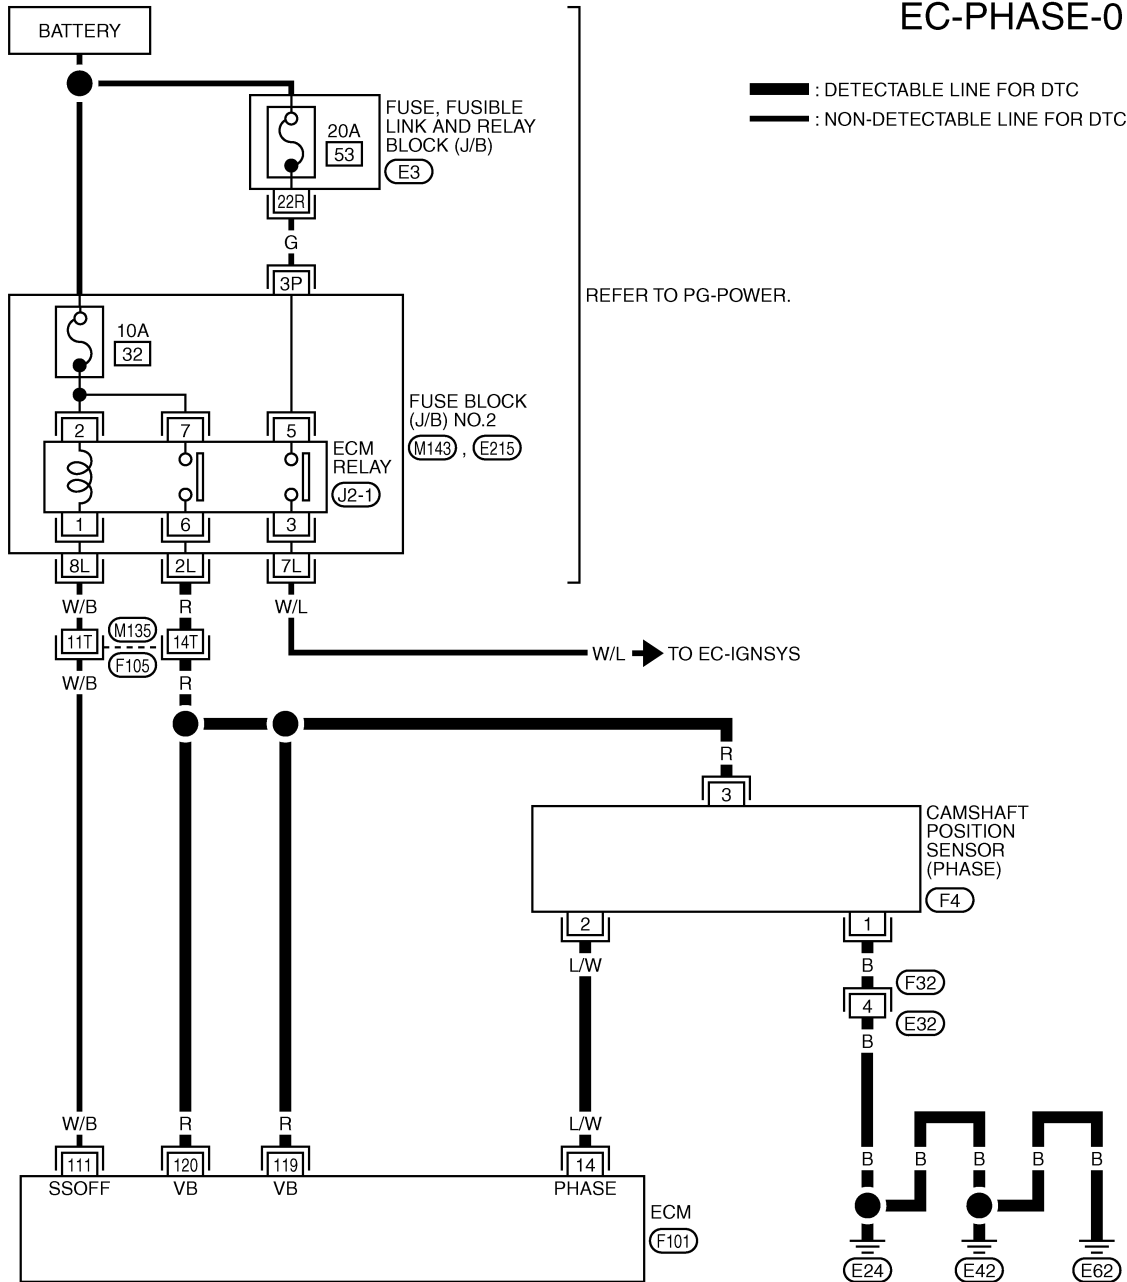 EC-PHASE-0
BATTERY
: DETECTABLE LINE FOR DTC
: NON-DETECTABLE LINE FOR DTC
20A
53
FUSE, FUSIBLE
LINK AND RELAY
BLOCK (J/B)
E3
22R
G
3P
REFER TO PG-POWER.
10A
32
FUSE BLOCK
(J/B) NO.2
M143 , E215
2
7
5
ECM
RELAY
J2-1
1
6
3
8L
2L
7L
W/B
R
W/L
11T
M135
14T
F105
W/L
TO EC-IGNSYS
W/B
R
R
3
CAMSHAFT
POSITION
SENSOR
(PHASE)
F4
2
1
L/W
B
F32
4
E32
B
W/B
R
R
L/W
B
B
B
B
B
111
120
119
14
SSOFF
VB
VB
PHASE
ECM
F101
E24
E42
E62